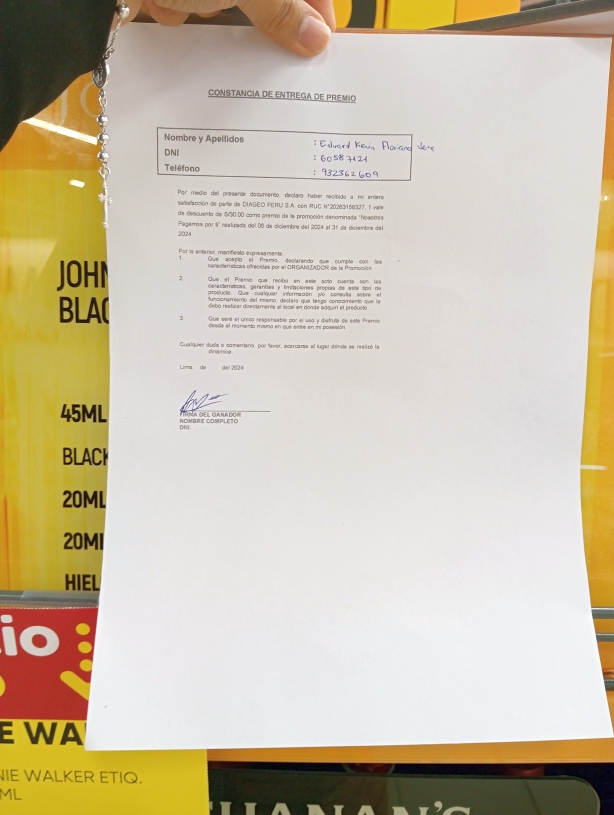 CONSTANCIA DE ENTREGA DE PREMIO
Nombre y Apellidos : Eduard Kevin Floriano Vera
DNI : 60587421
Teléfono : 932362609
Por medio del presente documento, declaro haber recibido a mi entera
satisfacción de parte de DIAGEO PERU S.A. con RUC N°20263158327, 1 vale
de descuento de S/30.00 como premio de la promoción denominada "Nosotros
Pagamos por ti" realizada del 06 de diciembre del 2024 al 31 de diciembre del
2024.
Por lo anterior, manifiesto expresamente:
1. Que acepto el Premio, declarando que cumple con las
características ofrecidas por el ORGANIZADOR de la Promoción.
2. Que el Premio que recibo en este acto cuenta con las
características, garantías y limitaciones propias de este tipo de
producto. Que cualquier información y/o consulta sobre el
funcionamiento del mismo, declaro que tengo conocimiento que la
debo realizar directamente al local en donde adquirí el producto.
3. Que seré el único responsable por el uso y disfrute de este Premio
desde el momento mismo en que entre en mi posesión.
Cualquier duda o comentario, por favor, acercarse al lugar donde se realizó la
dinámica.
Lima, de del 2024
FIRMA DEL GANADOR
NOMBRE COMPLETO
DNI:
JOHN
BLAC
45ML
BLACK
20ML
20ML
HIEL
io
E WA
NIE WALKER ETIQ.
ML
HANAN'S